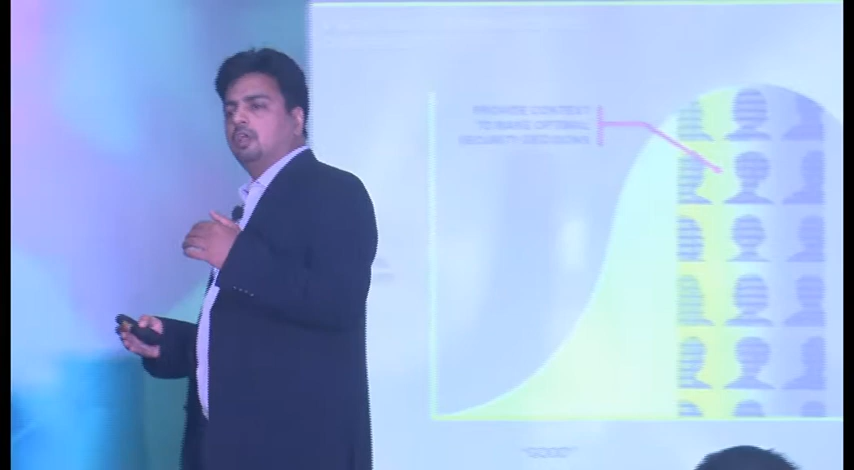 PROVIDE CONTEXT
TO MAKE OPTIMAL
SECURITY DECISIONS
"GOOD"